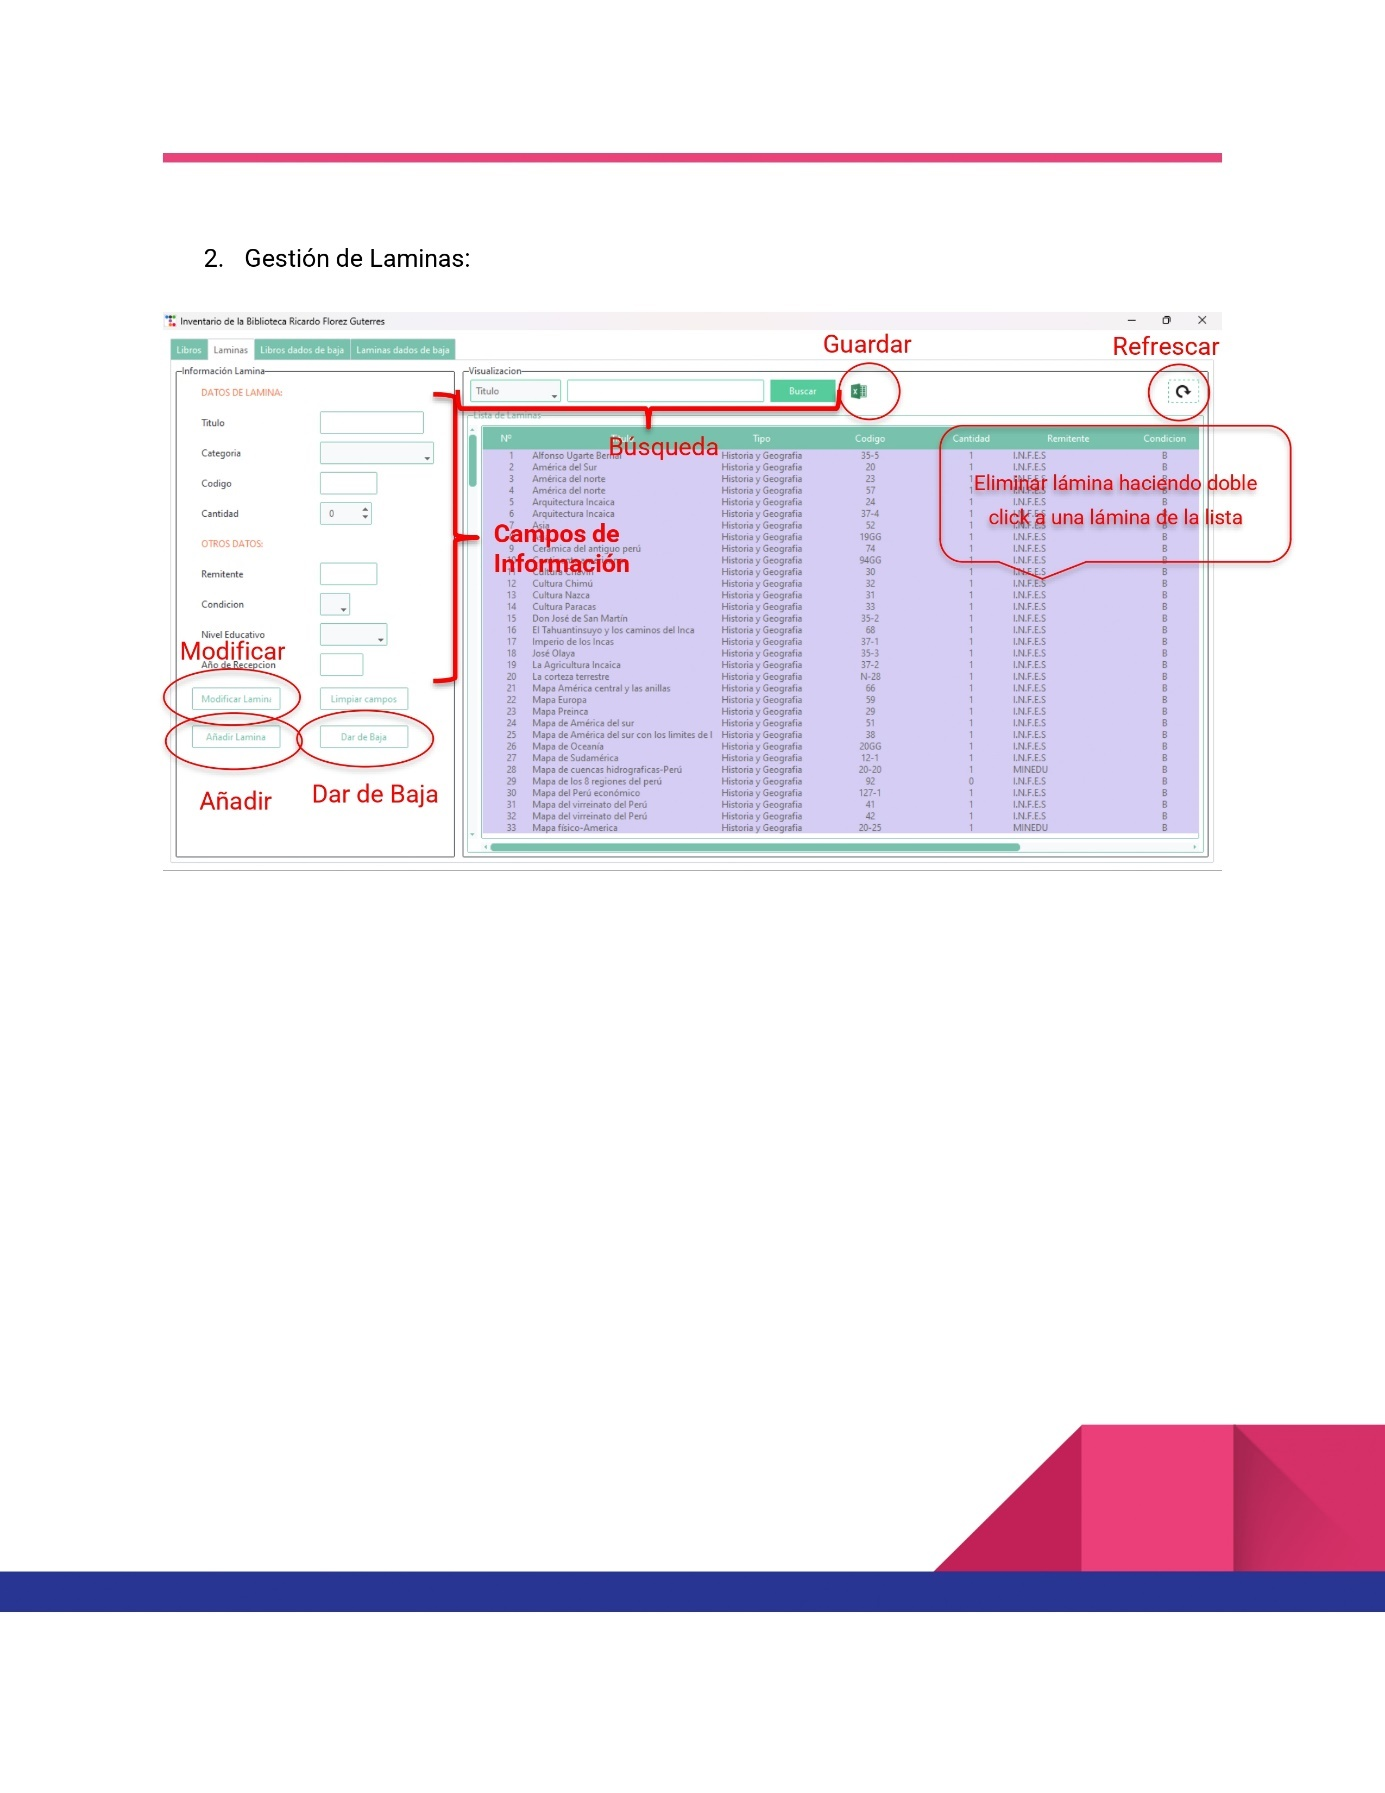 2. Gestión de Laminas:
Inventario de la Biblioteca Ricardo Florez Guterres
Libros Laminas Libros dados de baja Laminas dados de baja
Guardar
Refrescar
Información Lamina
DATOS DE LAMINA:
Titulo
Categoria
Codigo
Cantidad 0
OTROS DATOS:
Remitente
Condicion
Nivel Educativo
Modificar
Año de Recepcion
Modificar Lamina Limpiar campos
Añadir Lamina Dar de Baja
Añadir Dar de Baja
Campos de
Información
Visualizacion
Titulo Buscar
Lista de Laminas
Búsqueda
Eliminar lámina haciendo doble
click a una lámina de la lista
Nº Titulo Tipo Codigo Cantidad Remitente Condicion
1 Alfonso Ugarte Bernal Historia y Geografia 35-5 1 I.N.F.E.S B
2 América del Sur Historia y Geografia 20 1 I.N.F.E.S B
3 América del norte Historia y Geografia 23 1 I.N.F.E.S B
4 América del norte Historia y Geografia 57 1 I.N.F.E.S B
5 Arquitectura Incaica Historia y Geografia 24 1 I.N.F.E.S B
6 Arquitectura Incaica Historia y Geografia 37-4 1 I.N.F.E.S B
7 Asia Historia y Geografia 52 1 I.N.F.E.S B
Historia y Geografia 19GG 1 I.N.F.E.S B
9 Cerámica del antiguo perú Historia y Geografia 74 1 I.N.F.E.S B
10 Historia y Geografia 94GG 1 I.N.F.E.S B
11 Cultura Chavín Historia y Geografia 30 1 I.N.F.E.S B
12 Cultura Chimú Historia y Geografia 32 1 I.N.F.E.S B
13 Cultura Nazca Historia y Geografia 31 1 I.N.F.E.S B
14 Cultura Paracas Historia y Geografia 33 1 I.N.F.E.S B
15 Don José de San Martín Historia y Geografia 35-2 1 I.N.F.E.S B
16 El Tahuantinsuyo y los caminos del Inca Historia y Geografia 68 1 I.N.F.E.S B
17 Imperio de los Incas Historia y Geografia 37-1 1 I.N.F.E.S B
18 José Olaya Historia y Geografia 35-3 1 I.N.F.E.S B
19 La Agricultura Incaica Historia y Geografia 37-2 1 I.N.F.E.S B
20 La corteza terrestre Historia y Geografia N-28 1 I.N.F.E.S B
21 Mapa América central y las anillas Historia y Geografia 66 1 I.N.F.E.S B
22 Mapa Europa Historia y Geografia 59 1 I.N.F.E.S B
23 Mapa Preinca Historia y Geografia 29 1 I.N.F.E.S B
24 Mapa de América del sur Historia y Geografia 51 1 I.N.F.E.S B
25 Mapa de América del sur con los limites de l Historia y Geografia 38 1 I.N.F.E.S B
26 Mapa de Oceanía Historia y Geografia 20GG 1 I.N.F.E.S B
27 Mapa de Sudamérica Historia y Geografia 12-1 1 I.N.F.E.S B
28 Mapa de cuencas hidrograficas-Perú Historia y Geografia 20-20 1 MINEDU B
29 Mapa de los 8 regiones del perú Historia y Geografia 92 0 I.N.F.E.S B
30 Mapa del Perú económico Historia y Geografia 127-1 1 I.N.F.E.S B
31 Mapa del virreinato del Perú Historia y Geografia 41 1 I.N.F.E.S B
32 Mapa del virreinato del Perú Historia y Geografia 42 1 I.N.F.E.S B
33 Mapa físico-America Historia y Geografia 20-25 1 MINEDU B